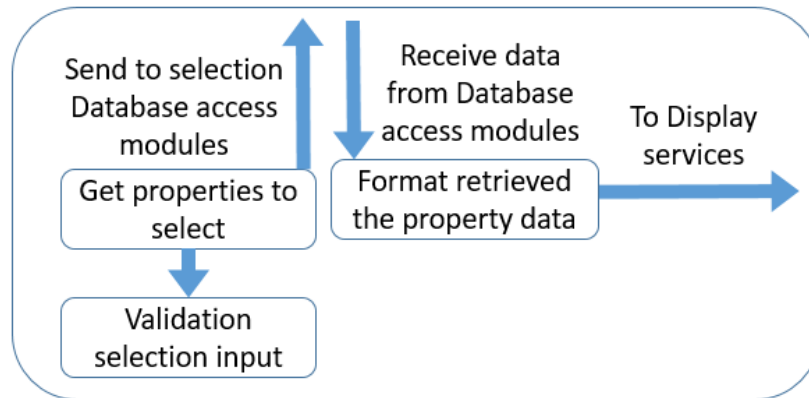 Send to selection
Database access
modules
Receive data
from Database
access modules
To Display
services
Get properties to
select
Format retrieved
the property data
Validation
selection input